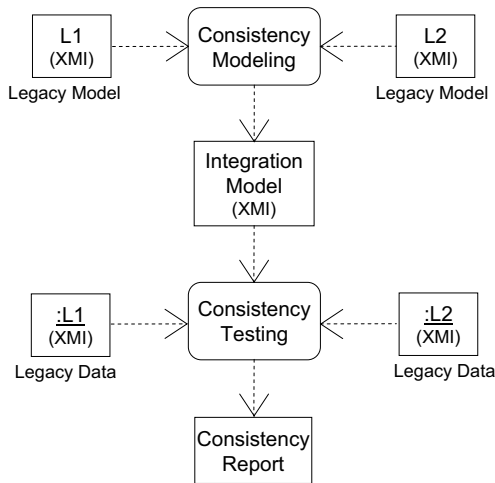 L1
(XMI)
Legacy Model
Consistency
Modeling
L2
(XMI)
Legacy Model
Integration
Model
(XMI)
:L1
(XMI)
Legacy Data
Consistency
Testing
:L2
(XMI)
Legacy Data
Consistency
Report